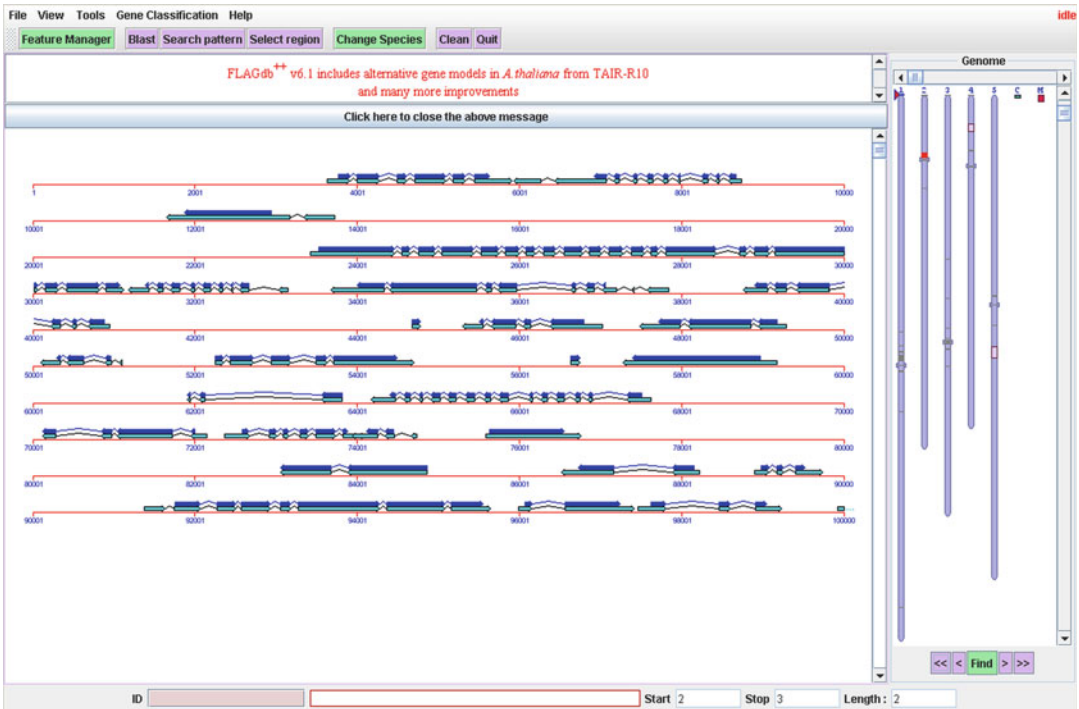 File View Tools Gene Classification Help idle
Feature Manager Blast Search pattern Select region Change Species Clean Quit
FLAGdb++ v6.1 includes alternative gene models in A.thaliana from TAIR-R10
and many more improvements
Click here to close the above message
Genome
1 2 3 4 5 C M
1 2001 4001 6001 8001 10000
10001 12001 14001 16001 18001 20000
20001 22001 24001 26001 28001 30000
30001 32001 34001 36001 38001 40000
40001 42001 44001 46001 48001 50000
50001 52001 54001 56001 58001 60000
60001 62001 64001 66001 68001 70000
70001 72001 74001 76001 78001 80000
80001 82001 84001 86001 88001 90000
90001 92001 94001 96001 98001 100000
<< < Find > >>
ID Start 2 Stop 3 Length : 2